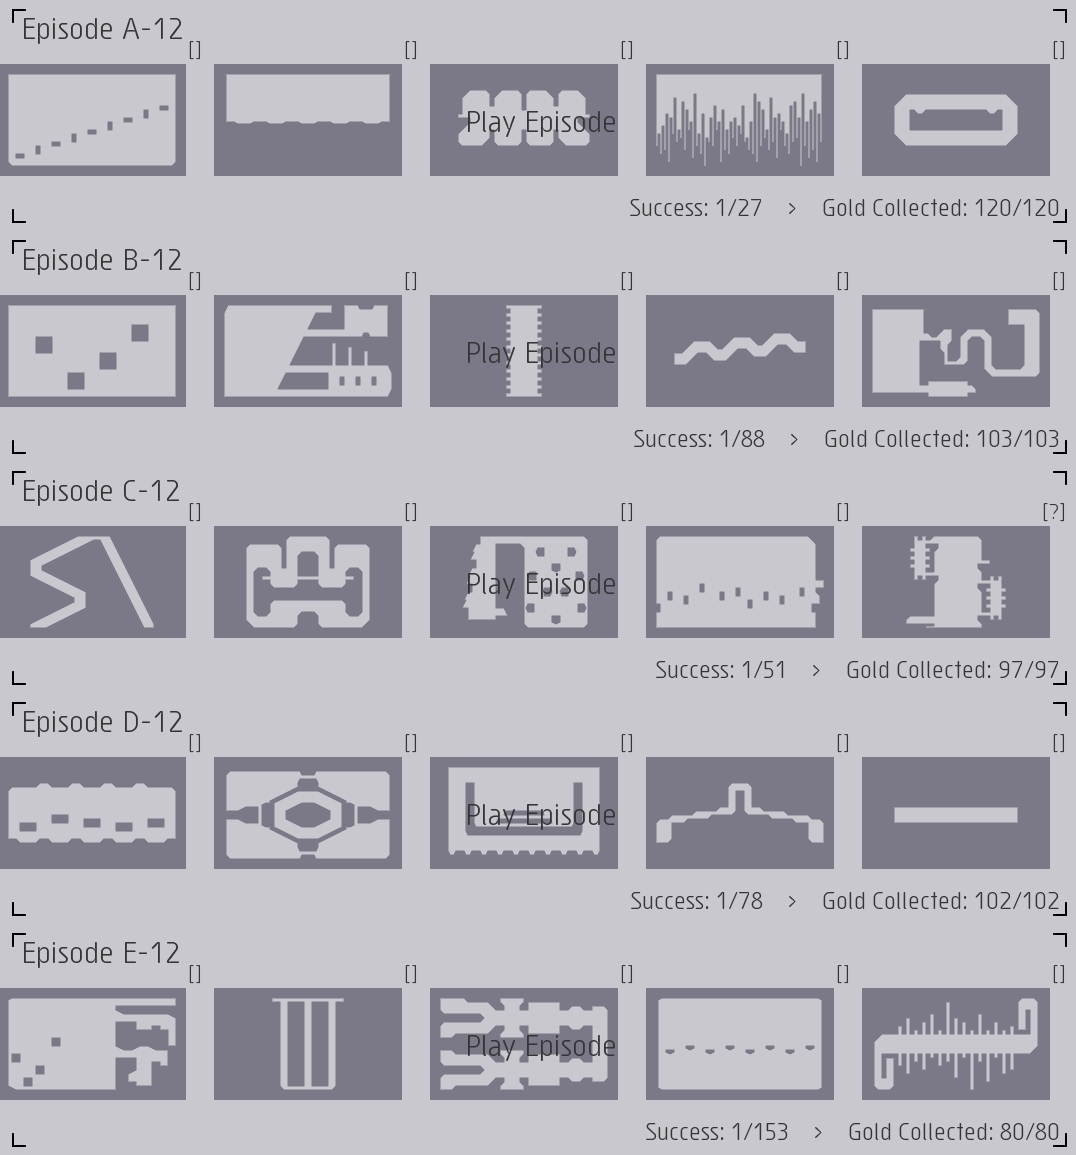 Episode A-12
[] [] [] [] []
Play Episode
Success: 1/27 > Gold Collected: 120/120
Episode B-12
[] [] [] [] []
Play Episode
Success: 1/88 > Gold Collected: 103/103
Episode C-12
[] [] [] [] [?]
Play Episode
Success: 1/51 > Gold Collected: 97/97
Episode D-12
[] [] [] [] []
Play Episode
Success: 1/78 > Gold Collected: 102/102
Episode E-12
[] [] [] [] []
Play Episode
Success: 1/153 > Gold Collected: 80/80